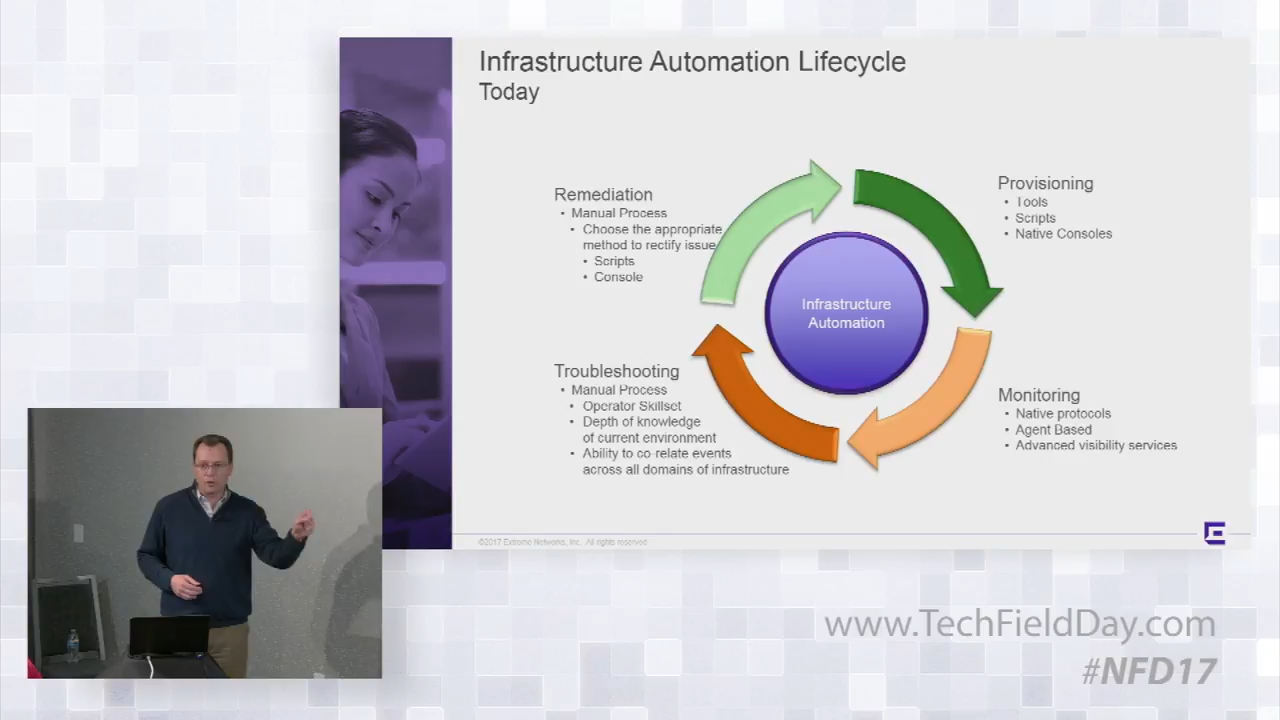 Infrastructure Automation Lifecycle
Today
Remediation
• Manual Process
• Choose the appropriate
method to rectify issue
• Scripts
• Console
Provisioning
• Tools
• Scripts
• Native Consoles
Infrastructure
Automation
Troubleshooting
• Manual Process
• Operator Skillset
• Depth of knowledge
of current environment
• Ability to co-relate events
across all domains of infrastructure
Monitoring
• Native protocols
• Agent Based
• Advanced visibility services
©2017 Extreme Networks, Inc. All rights reserved
www.TechFieldDay.com
#NFD17